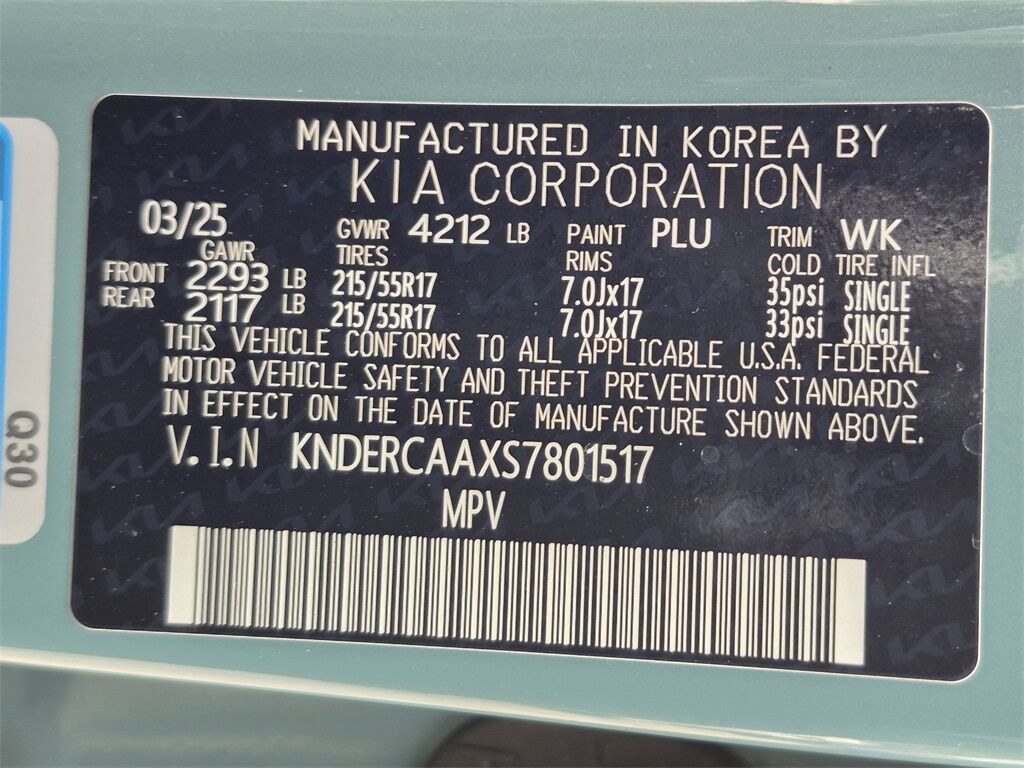 MANUFACTURED IN KOREA BY
KIA CORPORATION
03/25 GVWR 4212 LB PAINT PLU TRIM WK
GAWR TIRES RIMS COLD TIRE INFL
FRONT 2293 LB 215/55R17 7.0Jx17 35psi SINGLE
REAR 2117 LB 215/55R17 7.0Jx17 33psi SINGLE
THIS VEHICLE CONFORMS TO ALL APPLICABLE U.S.A. FEDERAL
MOTOR VEHICLE SAFETY AND THEFT PREVENTION STANDARDS
IN EFFECT ON THE DATE OF MANUFACTURE SHOWN ABOVE.
V.I.N KNDERCAAXS7801517
MPV
Q30